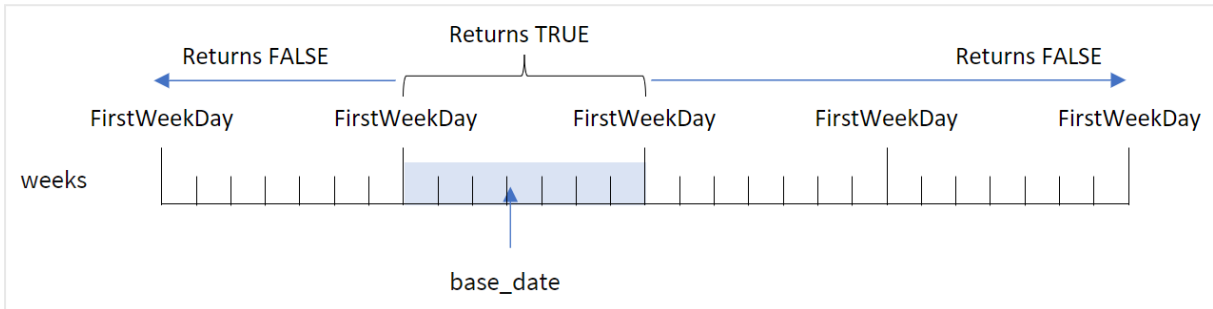 Returns TRUE
Returns FALSE
Returns FALSE
FirstWeekDay
FirstWeekDay
FirstWeekDay
FirstWeekDay
FirstWeekDay
weeks
base_date